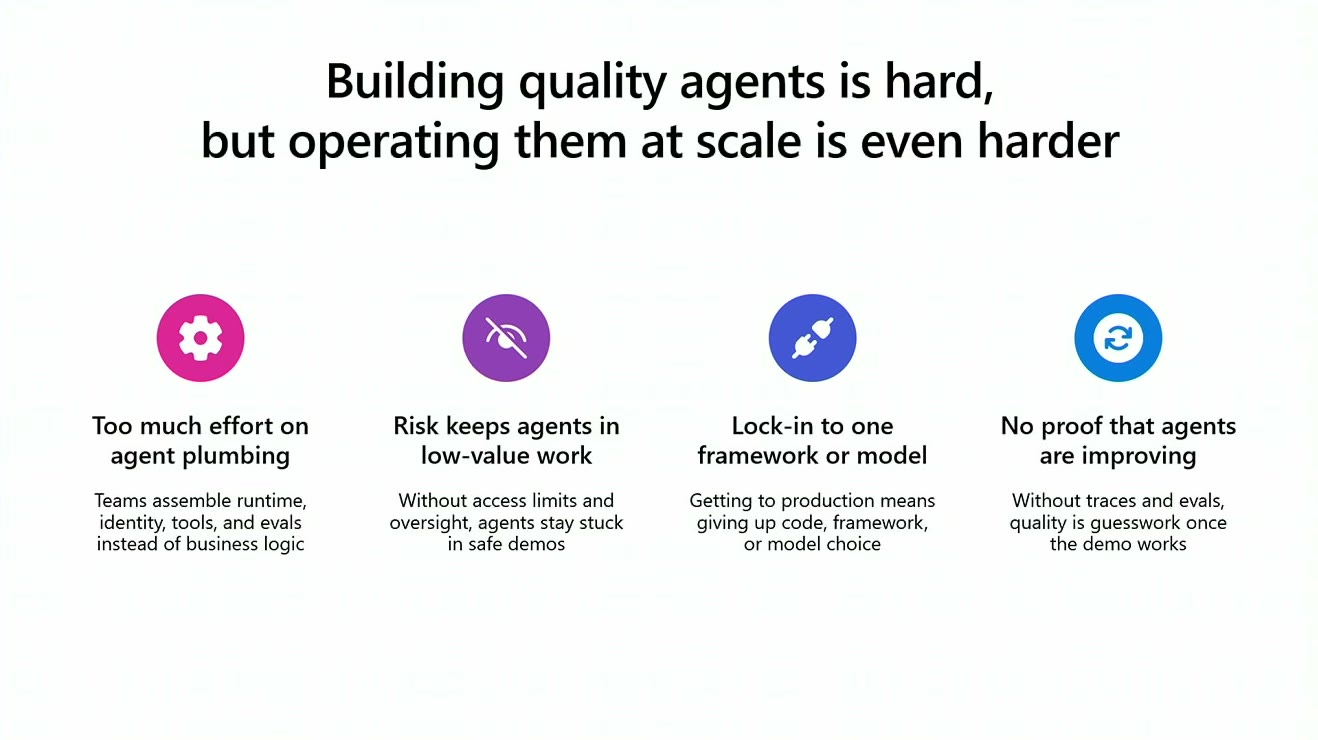 Building quality agents is hard,
but operating them at scale is even harder
Too much effort on
agent plumbing
Teams assemble runtime,
identity, tools, and evals
instead of business logic
Risk keeps agents in
low-value work
Without access limits and
oversight, agents stay stuck
in safe demos
Lock-in to one
framework or model
Getting to production means
giving up code, framework,
or model choice
No proof that agents
are improving
Without traces and evals,
quality is guesswork once
the demo works